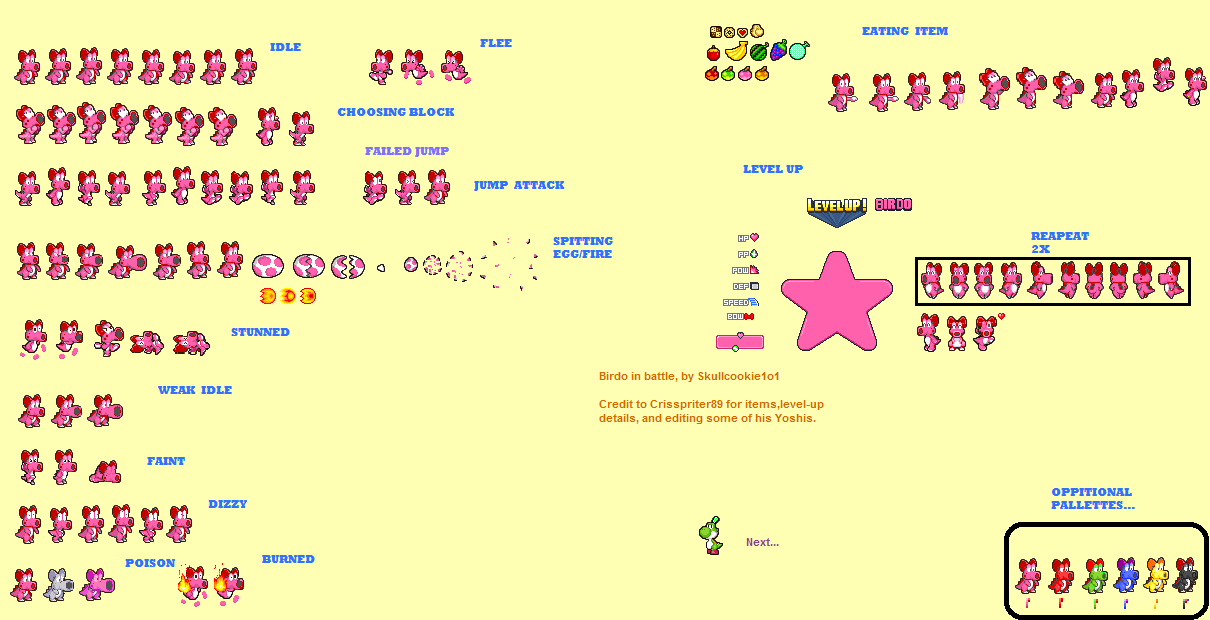 IDLE
FLEE
EATING ITEM
CHOOSING BLOCK
FAILED JUMP
JUMP ATTACK
LEVEL UP
LEVEL UP! BIRDO
HP
FP
POW
DEF
SPEED
BOW
REAPEAT
2X
SPITTING
EGG/FIRE
STUNNED
Birdo in battle, by Skullcookie1o1
Credit to Crisspriter89 for items,level-up
details, and editing some of his Yoshis.
WEAK IDLE
FAINT
DIZZY
POISON
BURNED
Next...
OPPITIONAL
PALLETTES...